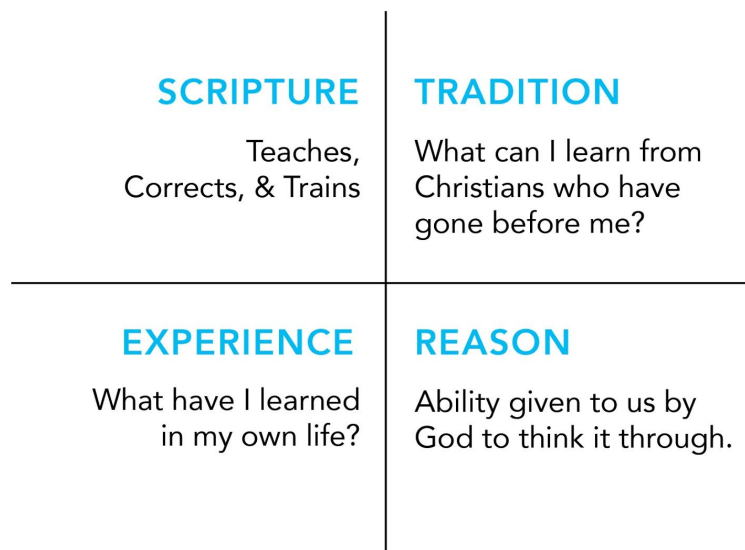 SCRIPTURE
Teaches,
Corrects, & Trains
TRADITION
What can I learn from
Christians who have
gone before me?
EXPERIENCE
What have I learned
in my own life?
REASON
Ability given to us by
God to think it through.